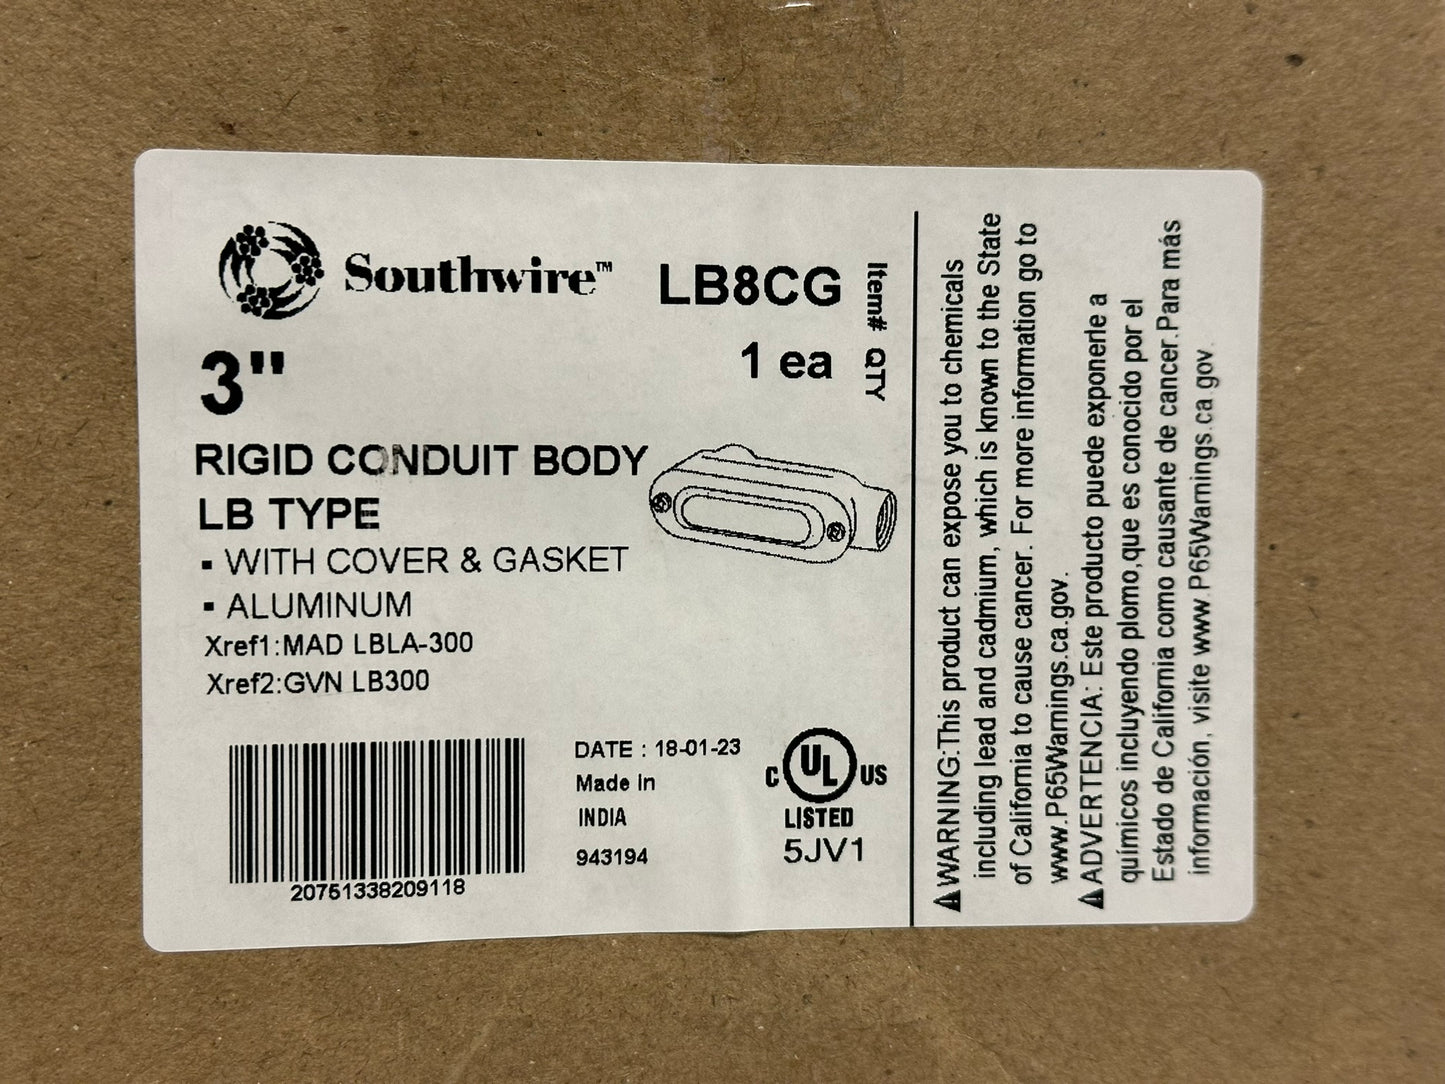 Southwire™
LB8CG Item#
1 ea QTY
3"
RIGID CONDUIT BODY
LB TYPE
▪ WITH COVER & GASKET
▪ ALUMINUM
Xref1:MAD LBLA-300
Xref2:GVN LB300
20751338209118
DATE : 18-01-23
Made in
INDIA
943194
C UL US
LISTED
5JV1
⚠WARNING:This product can expose you to chemicals
including lead and cadmium, which is known to the State
of California to cause cancer. For more information go to
www.P65Warnings.ca.gov.
⚠ADVERTENCIA: Este producto puede exponerle a
químicos incluyendo plomo,que es conocido por el
Estado de California como causante de cancer.Para más
información, visite www.P65Warnings.ca gov.